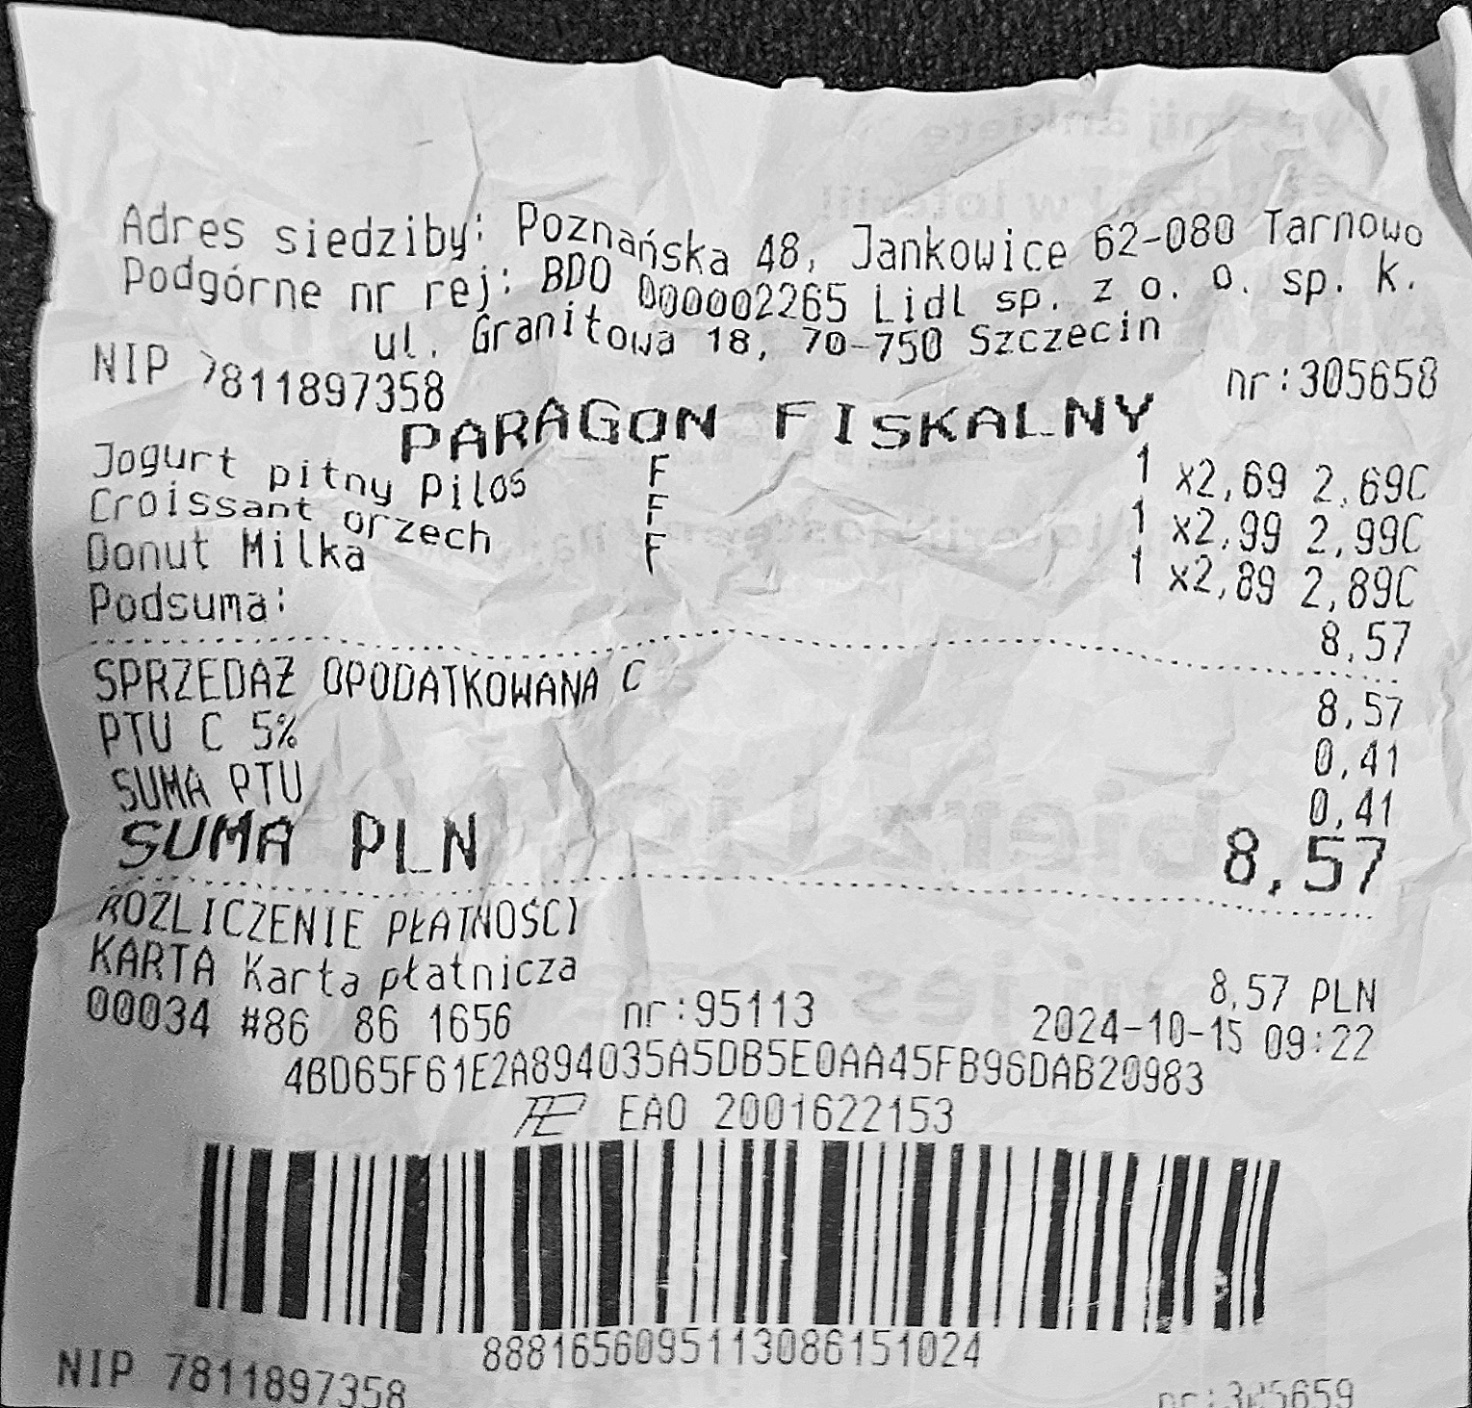 Adres siedziby: Poznańska 48, Jankowice 62-080 Tarnowo
Podgórne nr rej: BDO 000002265 Lidl sp. z o. o. sp. k.
ul. Granitowa 18, 70-750 Szczecin
NIP 7811897358 nr:305658
PARAGON FISKALNY
Jogurt pitny Pilos F 1 x2,69 2,69C
Croissant orzech F 1 x2,99 2,99C
Donut Milka F 1 x2,89 2,89C
Podsuma: 8,57
SPRZEDAŻ OPODATKOWANA C 8,57
PTU C 5% 0,41
SUMA PTU 0,41
SUMA PLN 8,57
ROZLICZENIE PŁATNOŚCI
KARTA Karta płatnicza 8,57 PLN
00034 #86 86 1656 nr:95113 2024-10-15 09:22
4BD65F61E2A894035A5DB5E0AA45FB96DAB20983
EAO 2001622153
88816560951130861510​24
NIP 7811897358 nr:305659